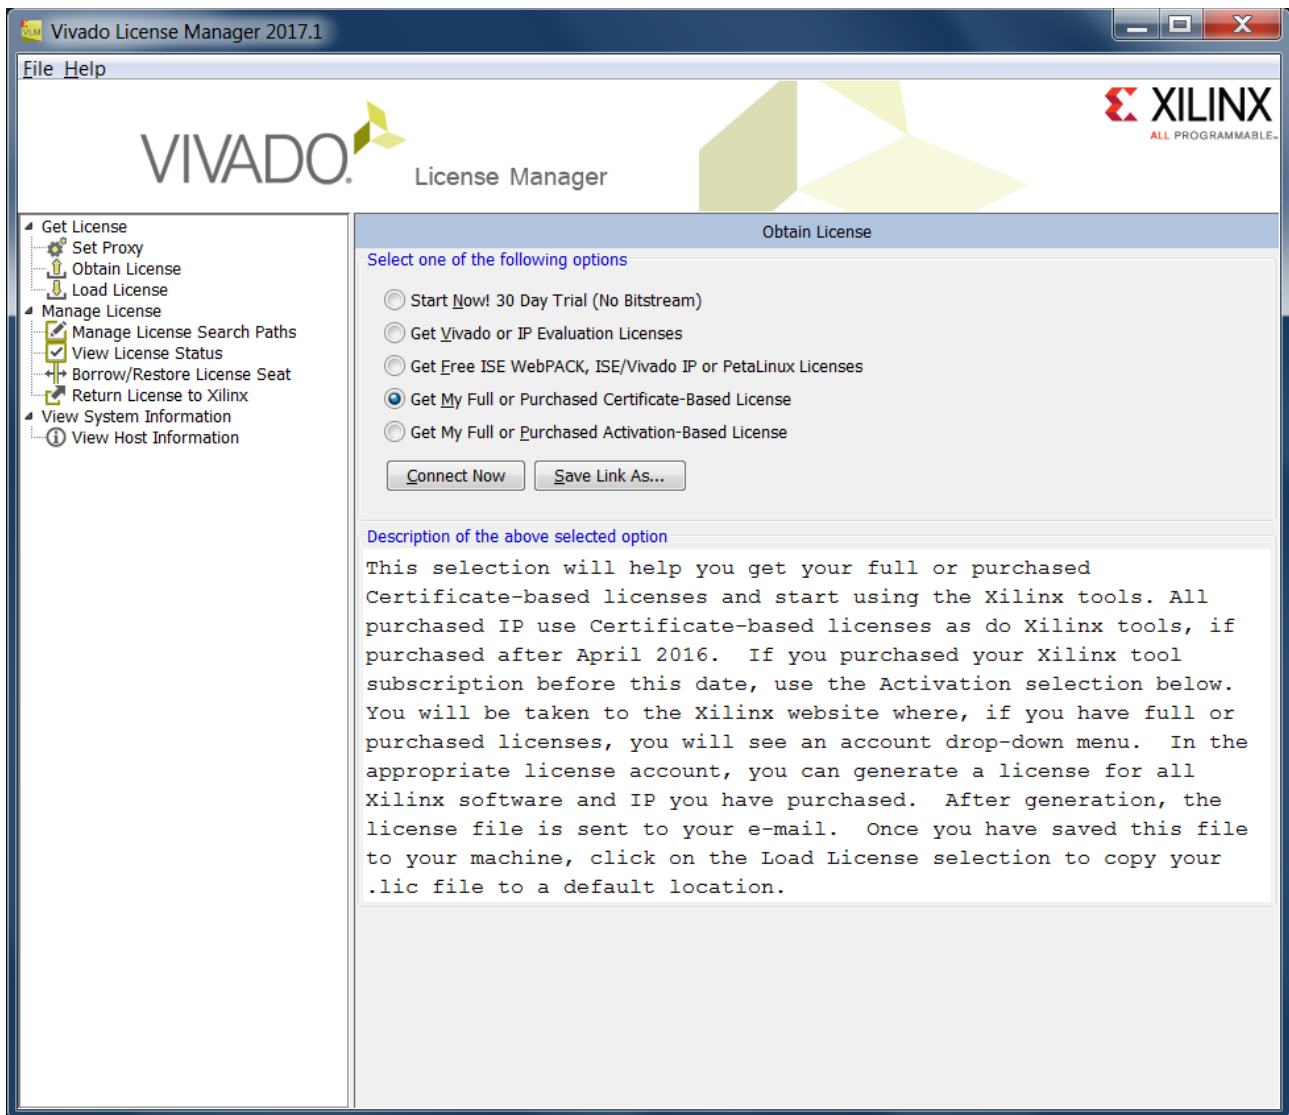 Vivado License Manager 2017.1
File Help
VIVADO.
License Manager
XILINX
ALL PROGRAMMABLE™
Get License
Set Proxy
Obtain License
Load License
Manage License
Manage License Search Paths
View License Status
Borrow/Restore License Seat
Return License to Xilinx
View System Information
View Host Information
Obtain License
Select one of the following options
Start Now! 30 Day Trial (No Bitstream)
Get Vivado or IP Evaluation Licenses
Get Free ISE WebPACK, ISE/Vivado IP or PetaLinux Licenses
Get My Full or Purchased Certificate-Based License
Get My Full or Purchased Activation-Based License
Connect Now
Save Link As...
Description of the above selected option
This selection will help you get your full or purchased
Certificate-based licenses and start using the Xilinx tools. All
purchased IP use Certificate-based licenses as do Xilinx tools, if
purchased after April 2016.  If you purchased your Xilinx tool
subscription before this date, use the Activation selection below.
You will be taken to the Xilinx website where, if you have full or
purchased licenses, you will see an account drop-down menu.  In the
appropriate license account, you can generate a license for all
Xilinx software and IP you have purchased.  After generation, the
license file is sent to your e-mail.  Once you have saved this file
to your machine, click on the Load License selection to copy your
.lic file to a default location.